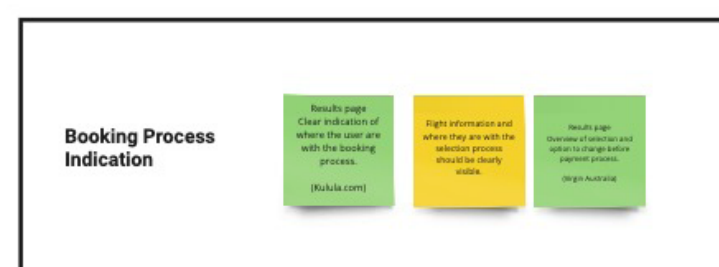 Booking Process
Indication
Results page
Clear indication of
where the user are
with the booking
process.
(Kulula.com)
Flight information and
where they are with the
selection process
should be clearly
visible.
Results page
Overview of selection and
option to change before
payment process.
(Virgin Australia)